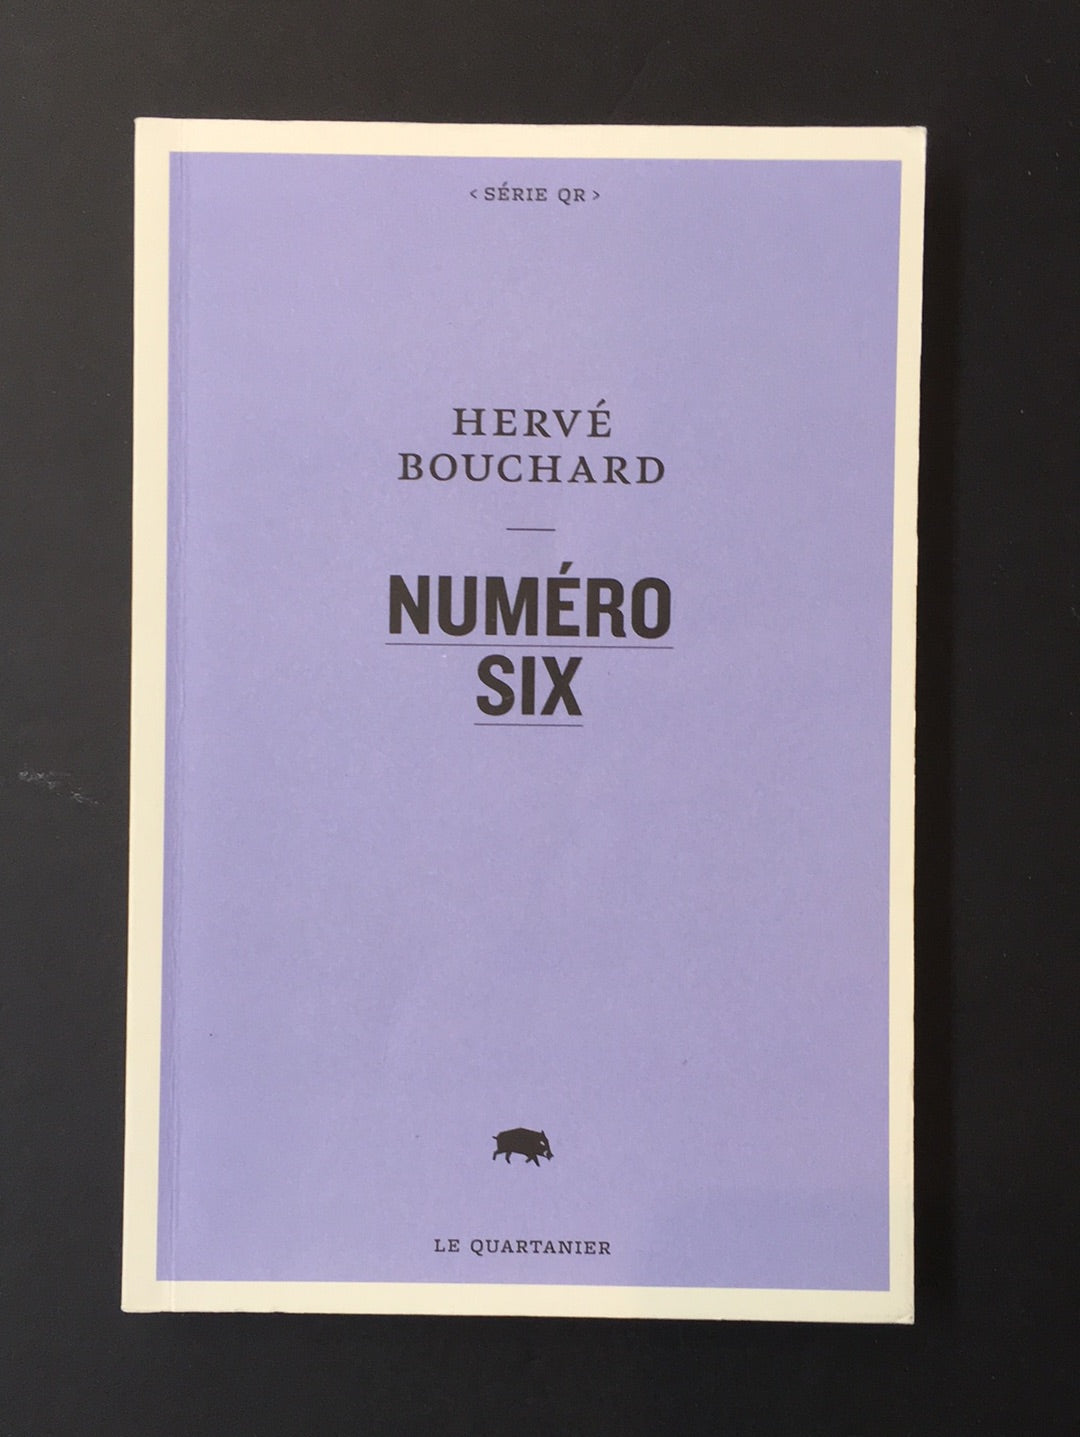 ‹ SÉRIE QR ›
HERVÉ
BOUCHARD
NUMÉRO
SIX
LE QUARTANIER